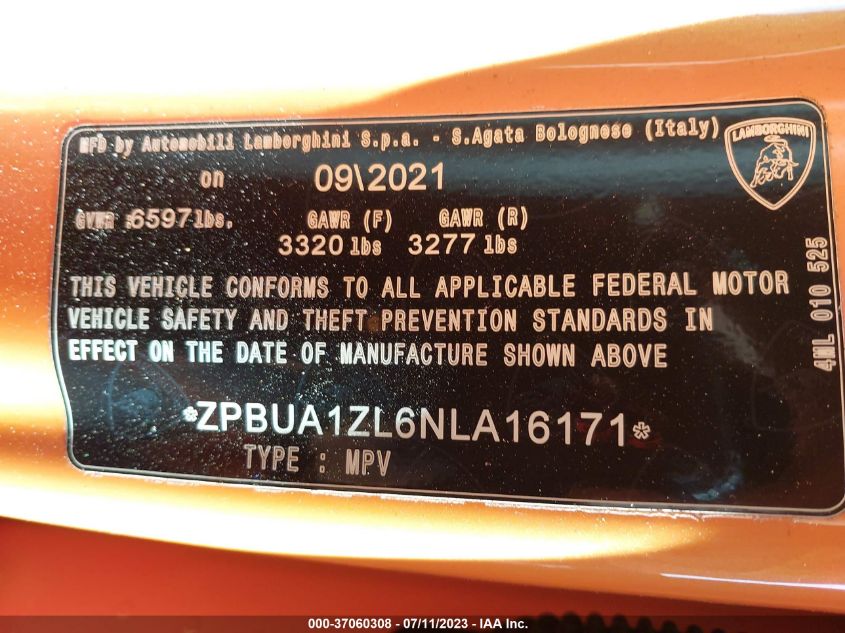 MFD by Automobili Lamborghini S.p.a. - S.Agata Bolognese (Italy)
LAMBORGHINI
on 09\2021
GVWR :6597 lbs. GAWR (F) GAWR (R)
3320 lbs 3277 lbs
THIS VEHICLE CONFORMS TO ALL APPLICABLE FEDERAL MOTOR
VEHICLE SAFETY AND THEFT PREVENTION STANDARDS IN
EFFECT ON THE DATE OF MANUFACTURE SHOWN ABOVE
4ML 010 525
*ZPBUA1ZL6NLA16171*
TYPE : MPV
000-37060308 - 07/11/2023 - IAA Inc.